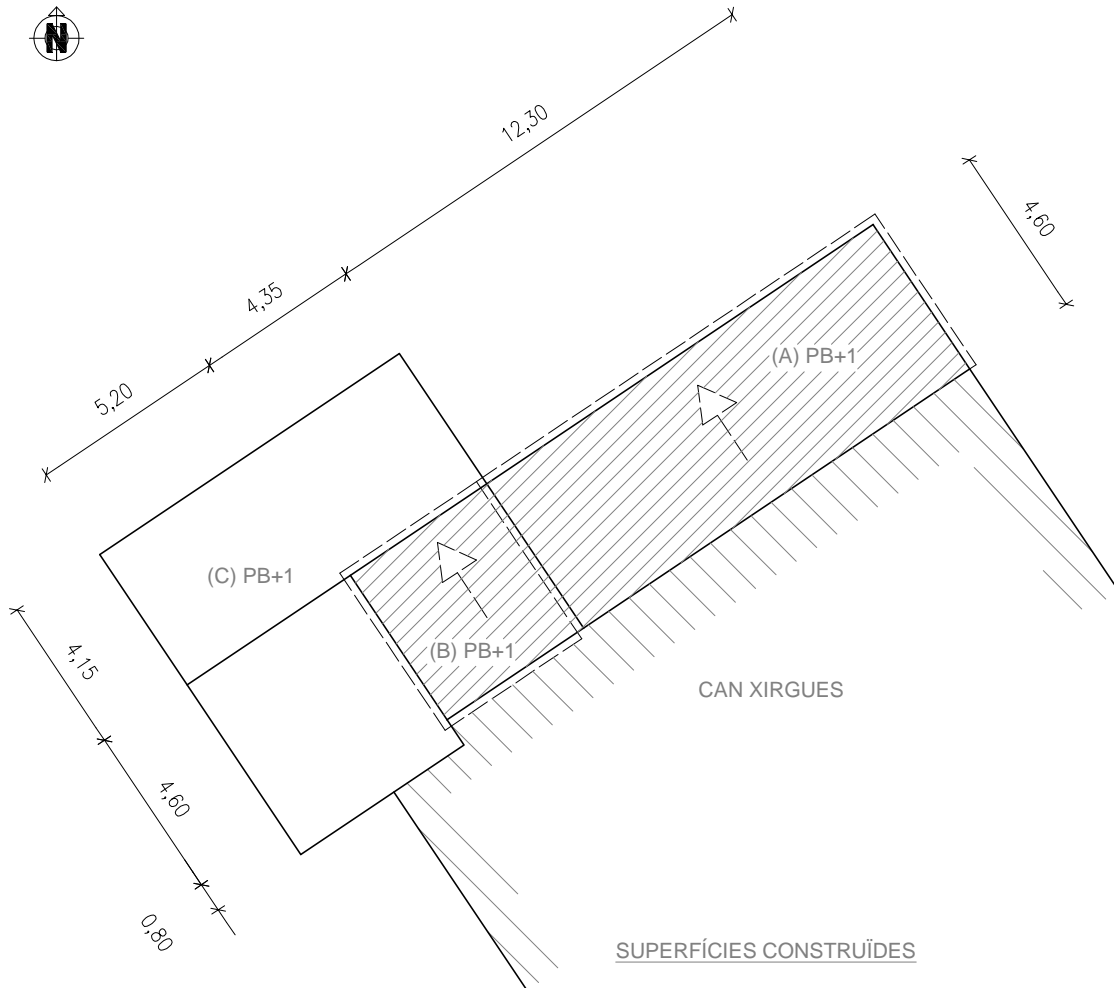 N
12,30
4,60
4,35
5,20
(A) PB+1
(C) PB+1
(B) PB+1
4,15
CAN XIRGUES
4,60
0,80
SUPERFÍCIES CONSTRUÏDES